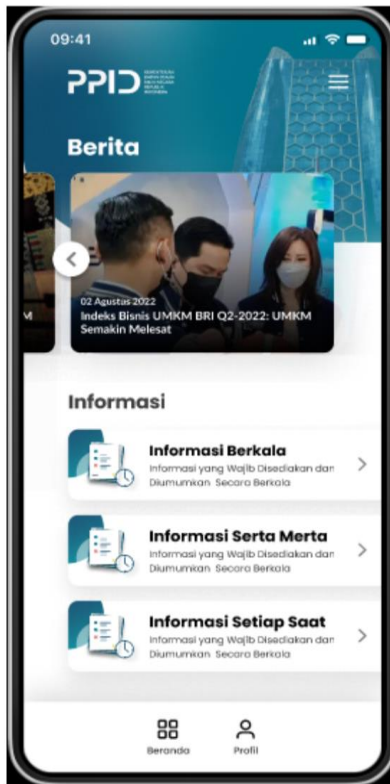 09:41
PPID
Berita
02 Agustus 2022
Indeks Bisnis UMKM BRI Q2-2022: UMKM
Semakin Melesat
M
Informasi
Informasi Berkala
Informasi yang Wajib Disediakan dan
Diumumkan Secara Berkala
Informasi Serta Merta
Informasi yang Wajib Disediakan dan
Diumumkan Secara Berkala
Informasi Setiap Saat
Informasi yang Wajib Disediakan dan
Diumumkan Secara Berkala
Beranda
Profil